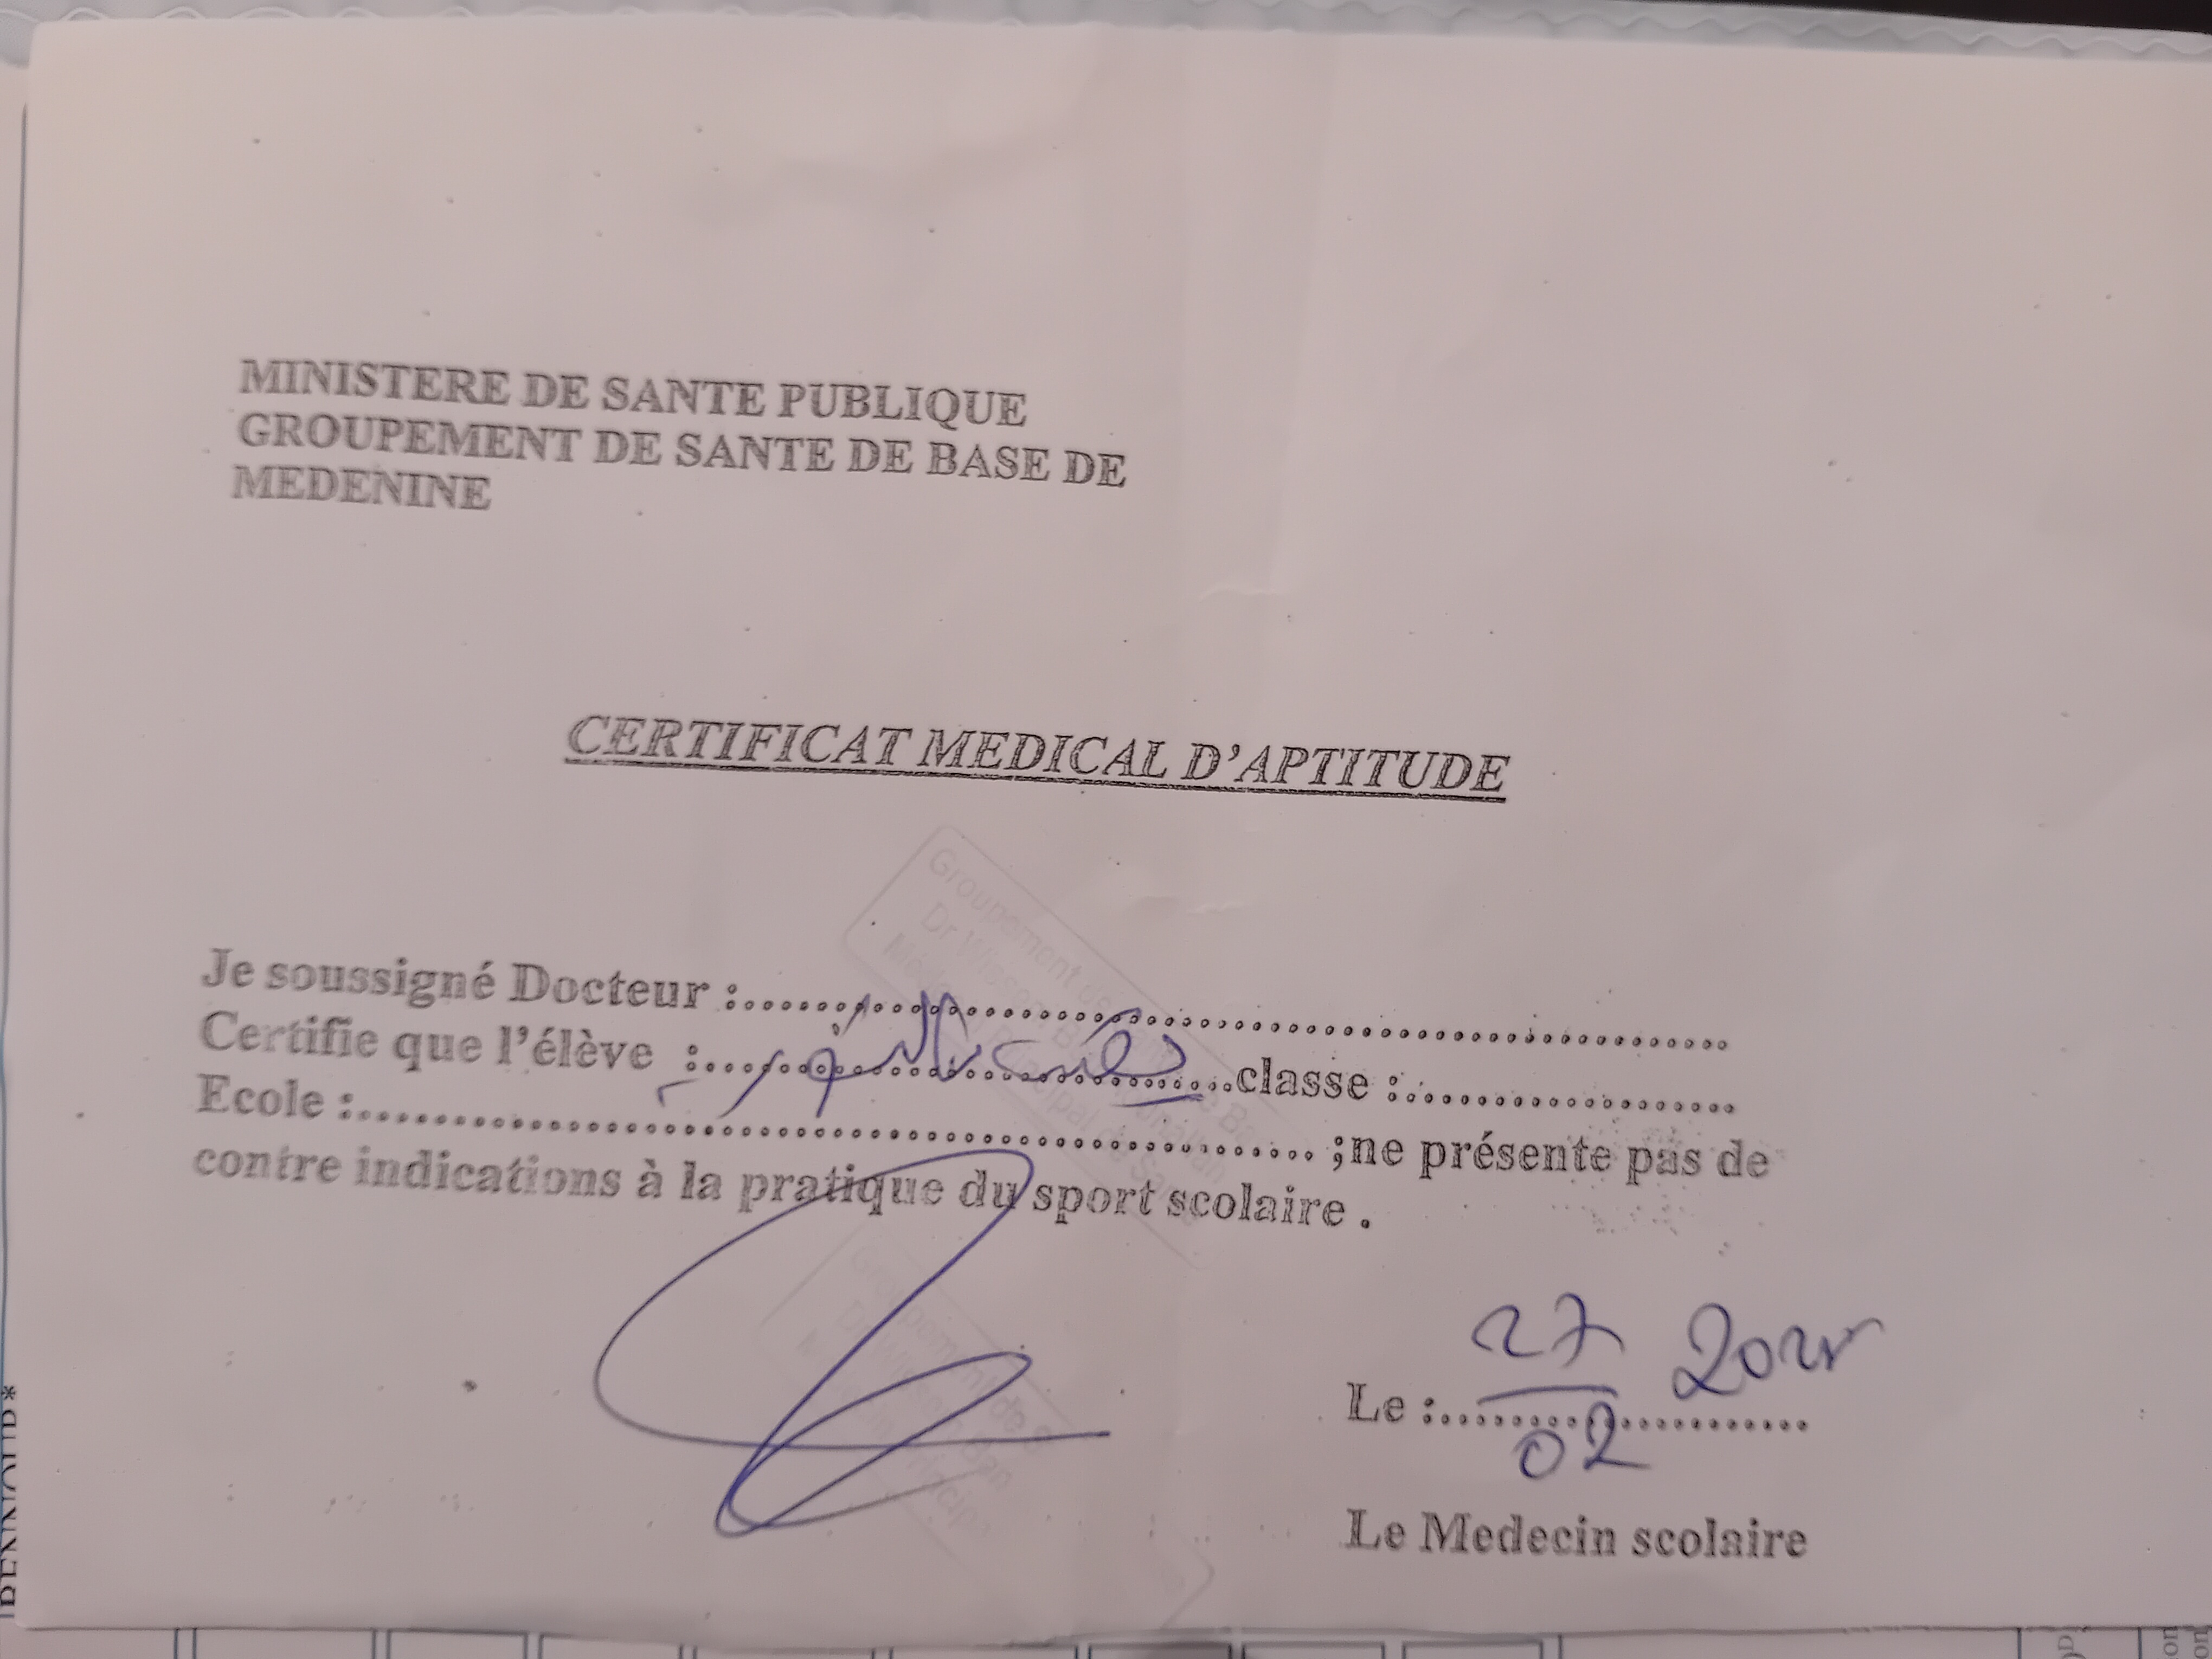 MINISTERE DE SANTE PUBLIQUE
GROUPEMENT DE SANTE DE BASE DE
MEDENINE
CERTIFICAT MEDICAL D'APTITUDE
Je soussigné Docteur :
Certifie que l'élève : classe :
Ecole : ;ne présente pas de
contre indications à la pratique du sport scolaire .
27
Le :
02
Le Medecin scolaire